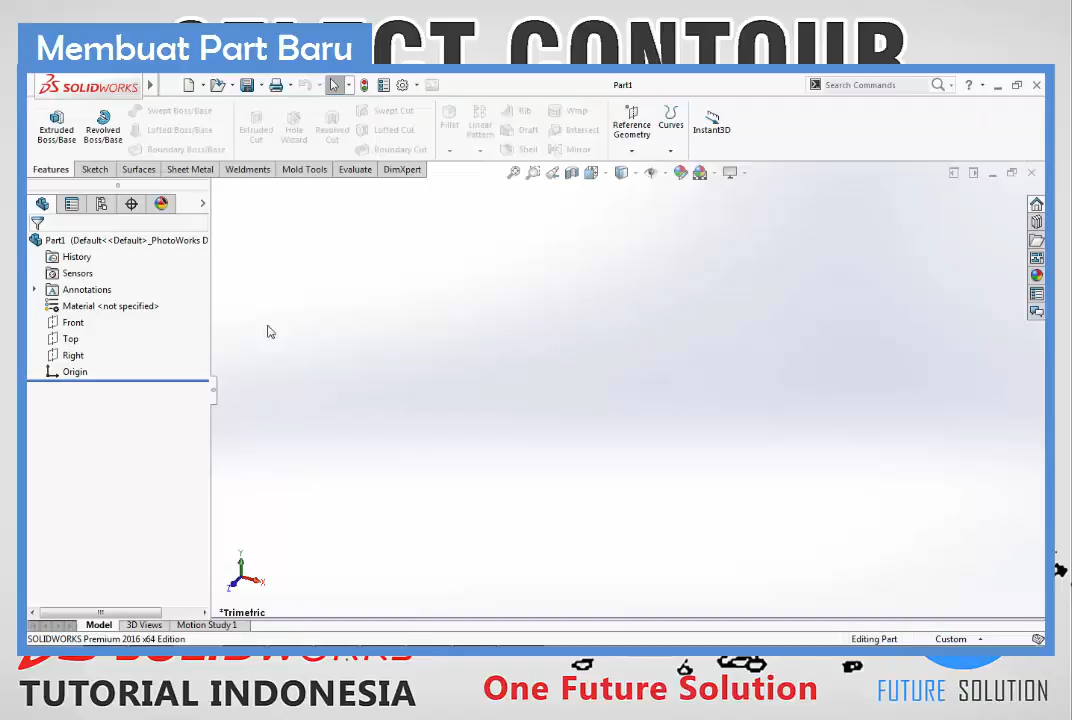 SELECT CONTOUR
Membuat Part Baru
SOLIDWORKS
Part1
Search Commands
Extruded Boss/Base
Revolved Boss/Base
Swept Boss/Base
Lofted Boss/Base
Boundary Boss/Base
Extruded Cut
Hole Wizard
Revolved Cut
Swept Cut
Lofted Cut
Boundary Cut
Fillet
Linear Pattern
Rib
Draft
Shell
Wrap
Intersect
Mirror
Reference Geometry
Curves
Instant3D
Features Sketch Surfaces Sheet Metal Weldments Mold Tools Evaluate DimXpert
Part1 (Default<<Default>_PhotoWorks D
History
Sensors
Annotations
Material <not specified>
Front
Top
Right
Origin
Y
X
Z
*Trimetric
Model 3D Views Motion Study 1
SOLIDWORKS Premium 2016 x64 Edition
Editing Part
Custom
SOLIDWORKS
TUTORIAL INDONESIA
One Future Solution
FUTURE SOLUTION